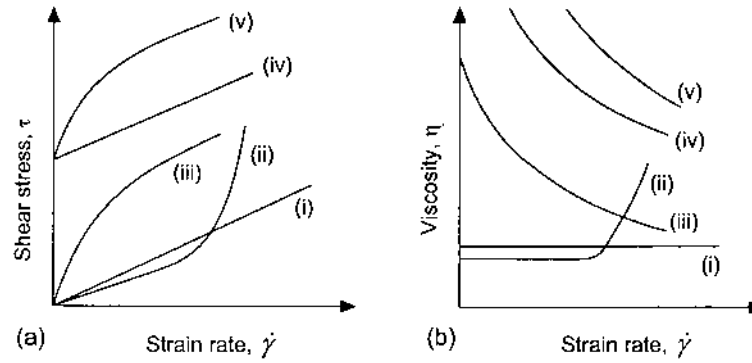 (v)
(iv)
(iii)
(ii)
(i)
Shear stress, τ
(a)
Strain rate, γ̇
(v)
(iv)
(ii)
(iii)
(i)
Viscosity, η
(b)
Strain rate, γ̇